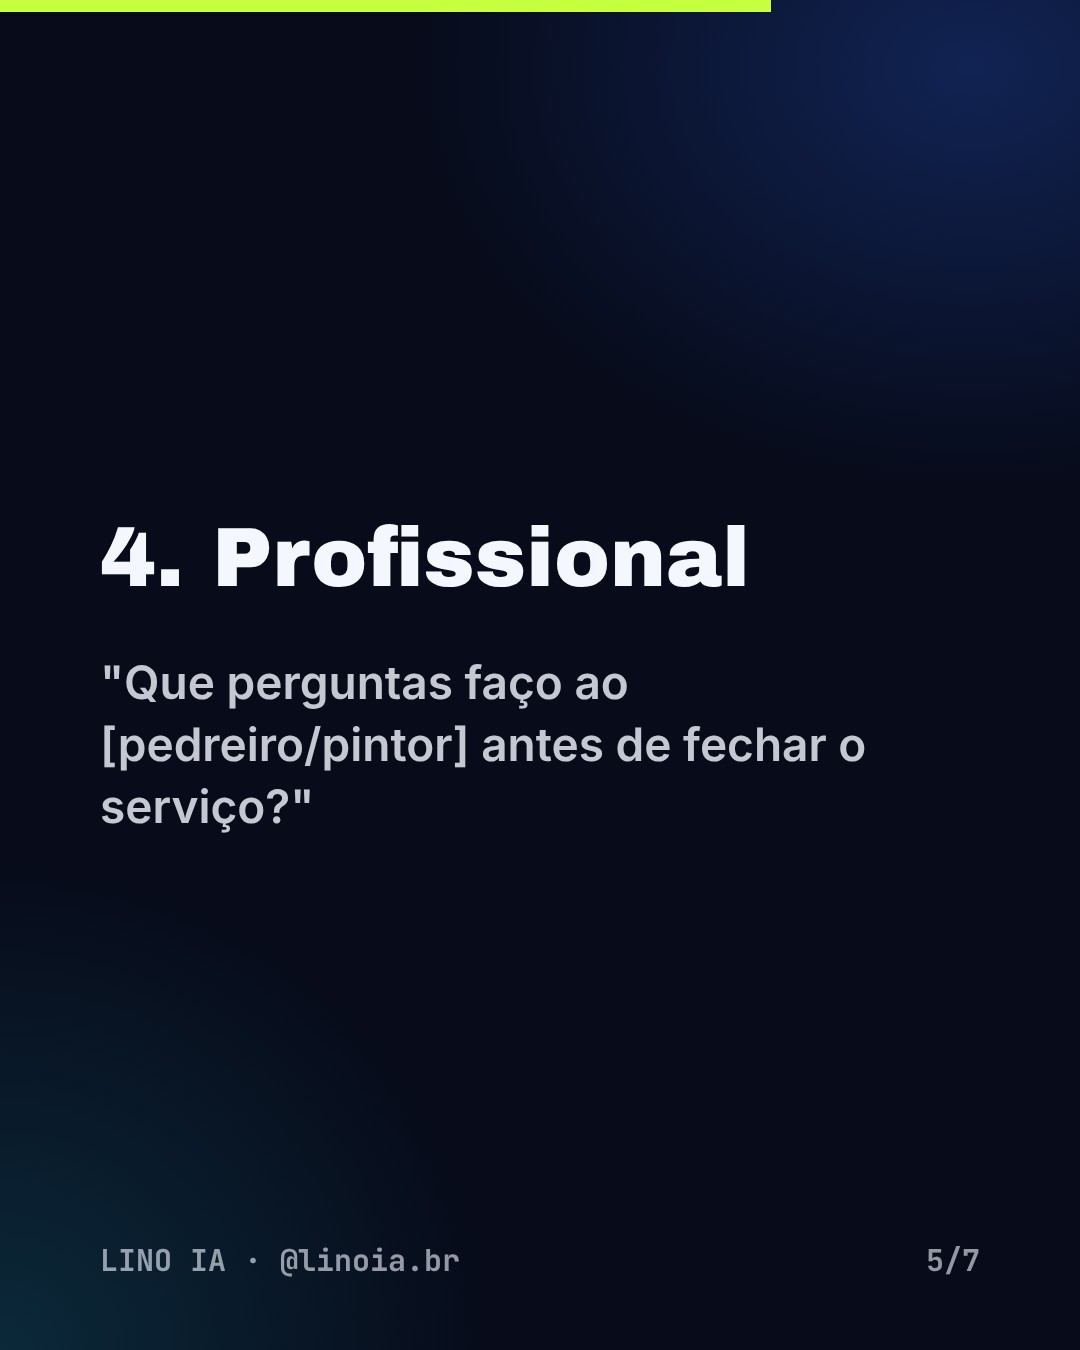 4. Profissional
"Que perguntas faço ao
[pedreiro/pintor] antes de fechar o
serviço?"
LINO IA · @linoia.br
5/7